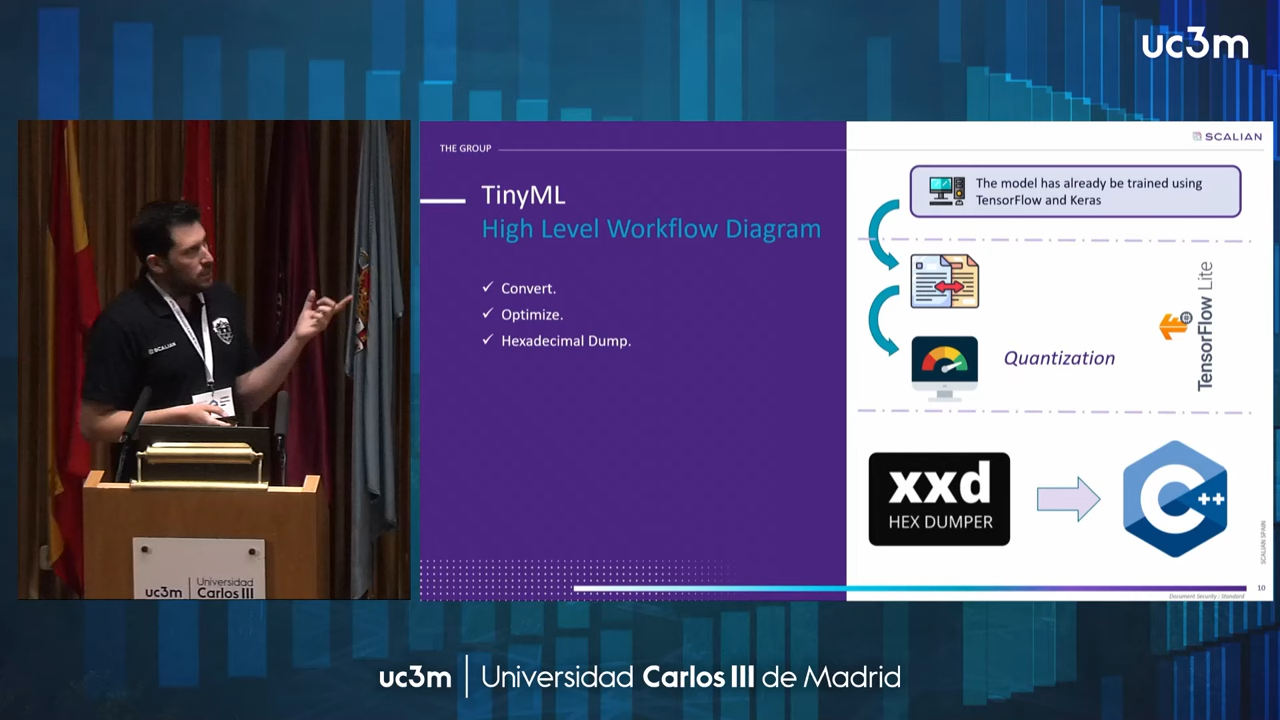 uc3m
THE GROUP
SCALIAN
TinyML
High Level Workflow Diagram
✓ Convert.
✓ Optimize.
✓ Hexadecimal Dump.
The model has already be trained using
TensorFlow and Keras
Quantization
TensorFlow Lite
xxd
HEX DUMPER
C++
SCALIAN SPAIN
10
Document Security : Standard
SCALIAN
uc3m | Universidad
Carlos III
uc3m | Universidad Carlos III de Madrid